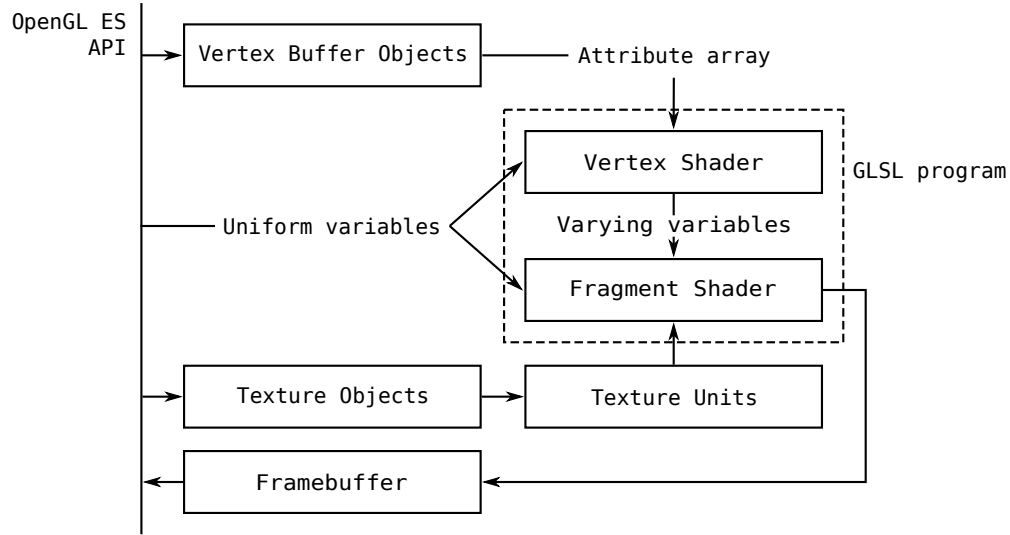 OpenGL ES
API
Vertex Buffer Objects
Attribute array
Vertex Shader
GLSL program
Uniform variables
Varying variables
Fragment Shader
Texture Objects
Texture Units
Framebuffer